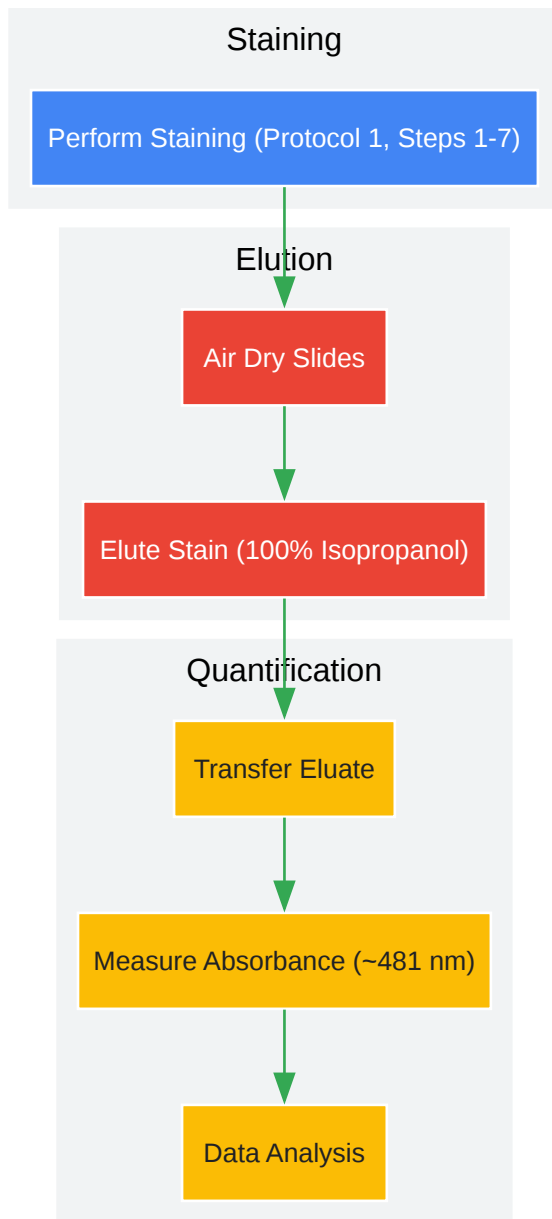 Staining
Perform Staining (Protocol 1, Steps 1-7)
Elution
Air Dry Slides
Elute Stain (100% Isopropanol)
Quantification
Transfer Eluate
Measure Absorbance (~481 nm)
Data Analysis